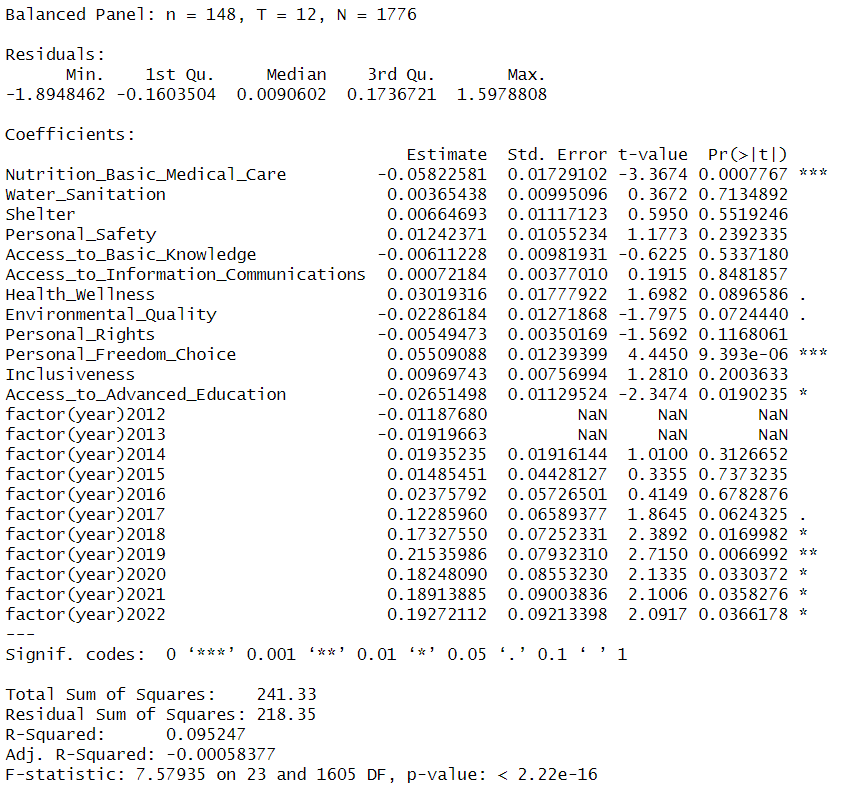 Balanced Panel: n = 148, T = 12, N = 1776
Residuals:
Min. 1st Qu. Median 3rd Qu. Max.
-1.8948462 -0.1603504 0.0090602 0.1736721 1.5978808
Coefficients:
Estimate Std. Error t-value Pr(>|t|)
Nutrition_Basic_Medical_Care -0.05822581 0.01729102 -3.3674 0.0007767 ***
Water_Sanitation 0.00365438 0.00995096 0.3672 0.7134892
Shelter 0.00664693 0.01117123 0.5950 0.5519246
Personal_Safety 0.01242371 0.01055234 1.1773 0.2392335
Access_to_Basic_Knowledge -0.00611228 0.00981931 -0.6225 0.5337180
Access_to_Information_Communications 0.00072184 0.00377010 0.1915 0.8481857
Health_Wellness 0.03019316 0.01777922 1.6982 0.0896586 .
Environmental_Quality -0.02286184 0.01271868 -1.7975 0.0724440 .
Personal_Rights -0.00549473 0.00350169 -1.5692 0.1168061
Personal_Freedom_Choice 0.05509088 0.01239399 4.4450 9.393e-06 ***
Inclusiveness 0.00969743 0.00756994 1.2810 0.2003633
Access_to_Advanced_Education -0.02651498 0.01129524 -2.3474 0.0190235 *
factor(year)2012 -0.01187680 NaN NaN NaN
factor(year)2013 -0.01919663 NaN NaN NaN
factor(year)2014 0.01935235 0.01916144 1.0100 0.3126652
factor(year)2015 0.01485451 0.04428127 0.3355 0.7373235
factor(year)2016 0.02375792 0.05726501 0.4149 0.6782876
factor(year)2017 0.12285960 0.06589377 1.8645 0.0624325 .
factor(year)2018 0.17327550 0.07252331 2.3892 0.0169982 *
factor(year)2019 0.21535986 0.07932310 2.7150 0.0066992 **
factor(year)2020 0.18248090 0.08553230 2.1335 0.0330372 *
factor(year)2021 0.18913885 0.09003836 2.1006 0.0358276 *
factor(year)2022 0.19272112 0.09213398 2.0917 0.0366178 *
---
Signif. codes: 0 ‘***’ 0.001 ‘**’ 0.01 ‘*’ 0.05 ‘.’ 0.1 ‘ ’ 1
Total Sum of Squares: 241.33
Residual Sum of Squares: 218.35
R-Squared: 0.095247
Adj. R-Squared: -0.00058377
F-statistic: 7.57935 on 23 and 1605 DF, p-value: < 2.22e-16